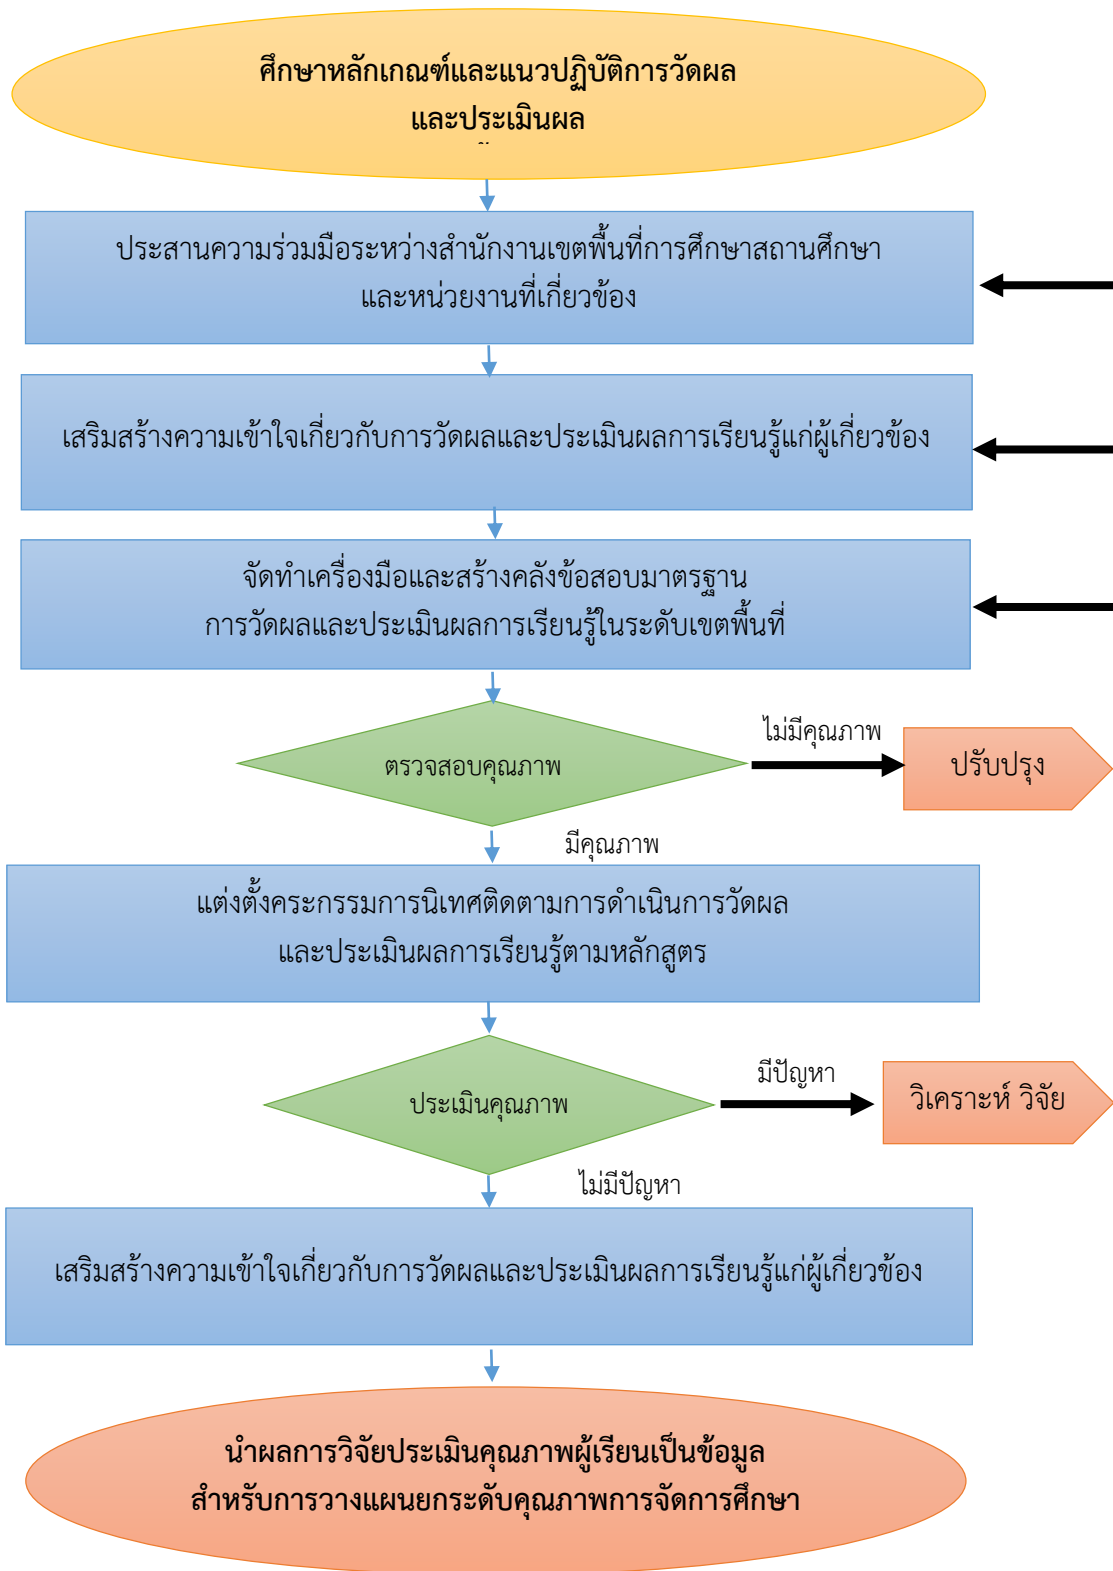 ศึกษาหลักเกณฑ์และแนวปฏิบัติการวัดผล
และประเมินผล
ประสานความร่วมมือระหว่างสำนักงานเขตพื้นที่การศึกษาสถานศึกษา
และหน่วยงานที่เกี่ยวข้อง
เสริมสร้างความเข้าใจเกี่ยวกับการวัดผลและประเมินผลการเรียนรู้แก่ผู้เกี่ยวข้อง
จัดทำเครื่องมือและสร้างคลังข้อสอบมาตรฐาน
การวัดผลและประเมินผลการเรียนรู้ในระดับเขตพื้นที่
ไม่มีคุณภาพ
ตรวจสอบคุณภาพ
ปรับปรุง
มีคุณภาพ
แต่งตั้งคระกรรมการนิเทศติดตามการดำเนินการวัดผล
และประเมินผลการเรียนรู้ตามหลักสูตร
มีปัญหา
ประเมินคุณภาพ
วิเคราะห์ วิจัย
ไม่มีปัญหา
เสริมสร้างความเข้าใจเกี่ยวกับการวัดผลและประเมินผลการเรียนรู้แก่ผู้เกี่ยวข้อง
นำผลการวิจัยประเมินคุณภาพผู้เรียนเป็นข้อมูล
สำหรับการวางแผนยกระดับคุณภาพการจัดการศึกษา